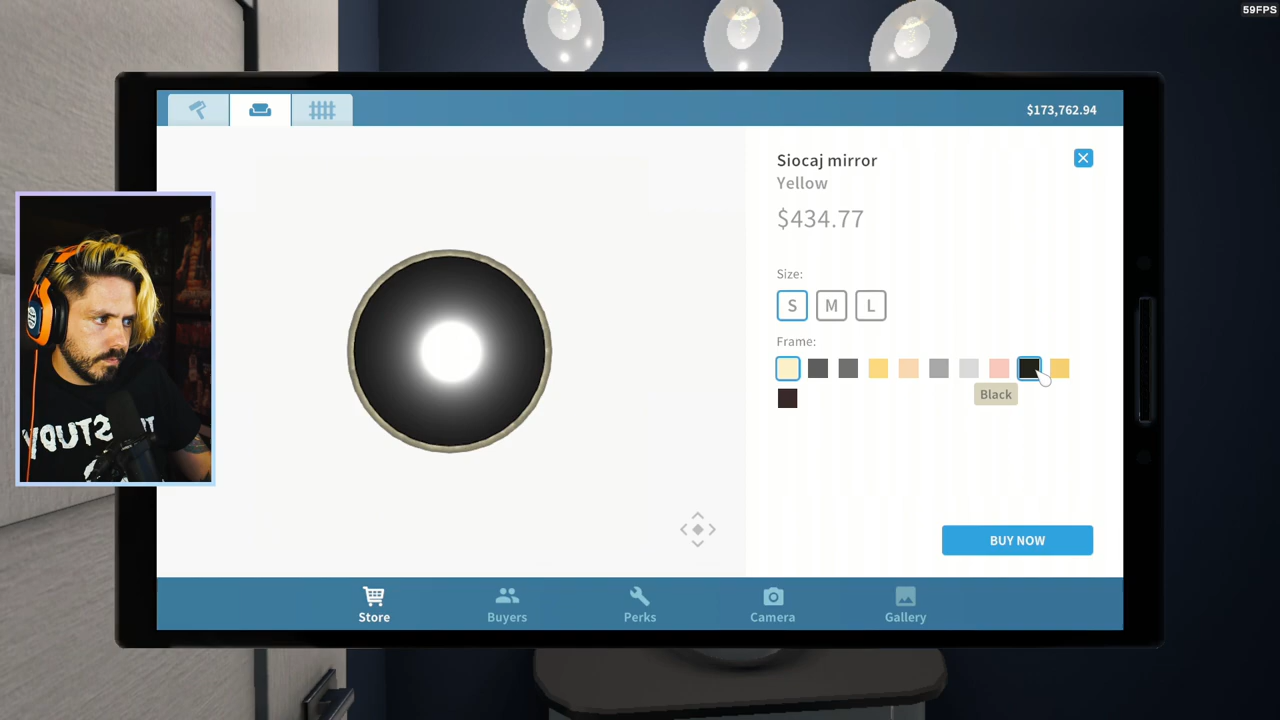 59FPS
$173,762.94
Siocaj mirror
Yellow
$434.77
Size:
S M L
Frame:
Black
BUY NOW
Store Buyers Perks Camera Gallery